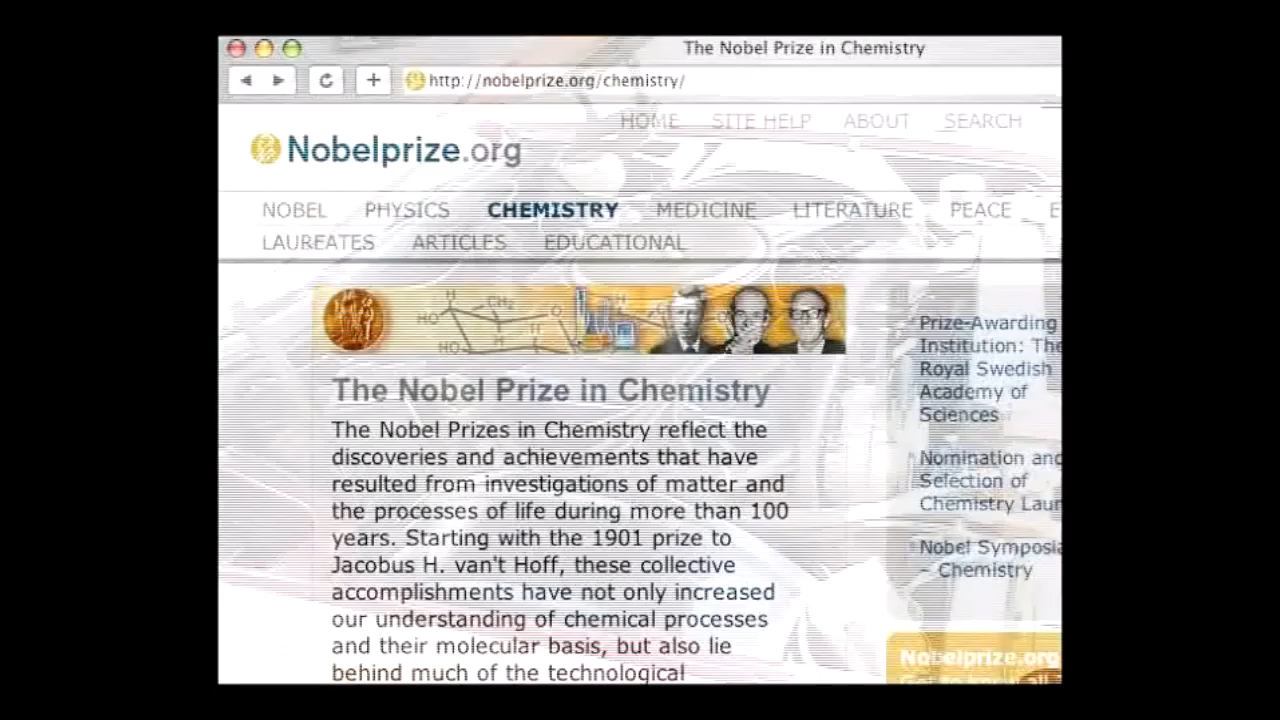 The Nobel Prize in Chemistry
http://nobelprize.org/chemistry/
HOME SITE HELP ABOUT SEARCH
Nobelprize.org
NOBEL PHYSICS CHEMISTRY MEDICINE LITERATURE PEACE E
LAUREATES ARTICLES EDUCATIONAL
HO H CH₂ O H H
HO H
The Nobel Prize in Chemistry
The Nobel Prizes in Chemistry reflect the
discoveries and achievements that have
resulted from investigations of matter and
the processes of life during more than 100
years. Starting with the 1901 prize to
Jacobus H. van't Hoff, these collective
accomplishments have not only increased
our understanding of chemical processes
and their molecular basis, but also lie
behind much of the technological
Prize-Awarding
Institution: The
Royal Swedish
Academy of
Sciences
Nomination and
Selection of
Chemistry Laur
Nobel Symposia
– Chemistry
Nobelprize.org